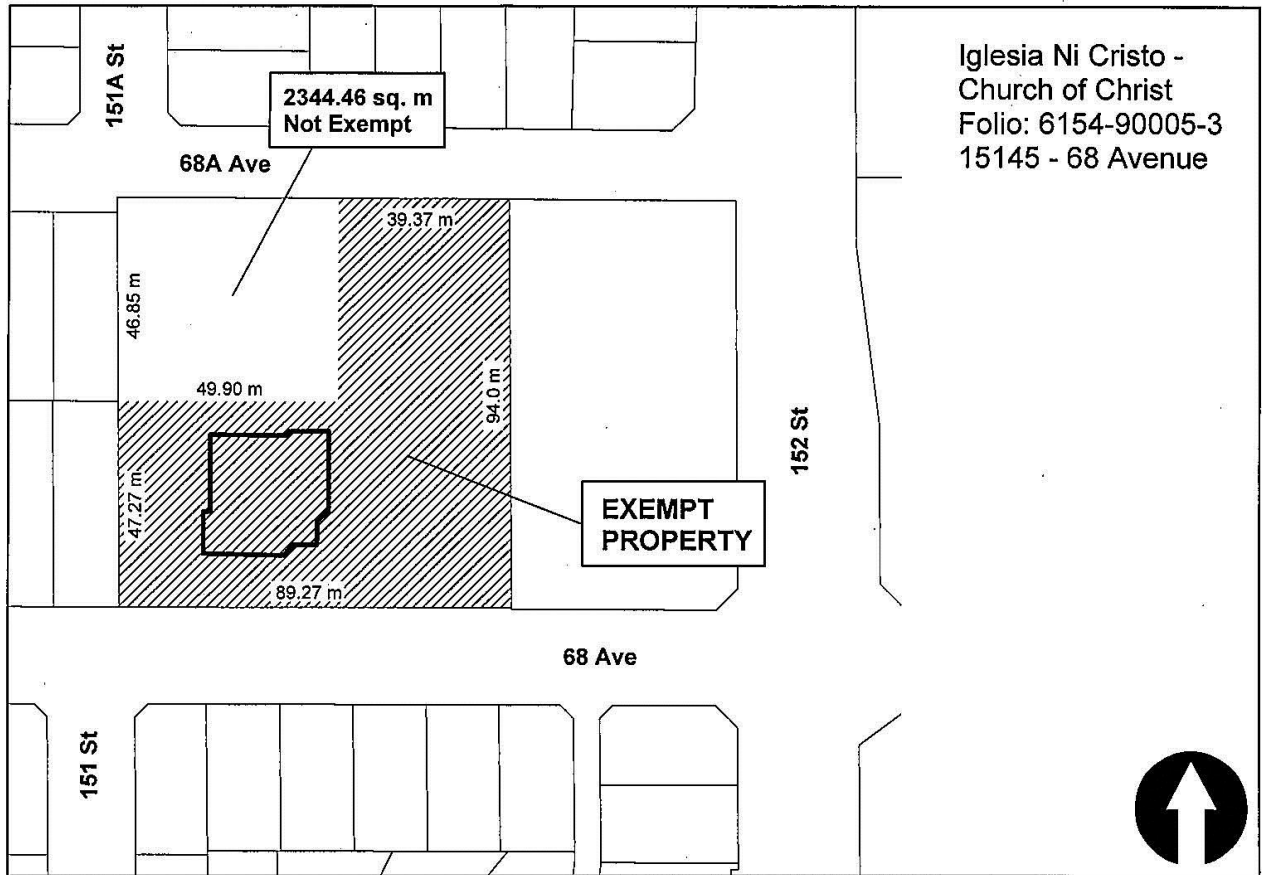 Iglesia Ni Cristo -
Church of Christ
Folio: 6154-90005-3
15145 - 68 Avenue
151A St
2344.46 sq. m
Not Exempt
68A Ave
39.37 m
46.85 m
49.90 m
94.0 m
47.27 m
EXEMPT
PROPERTY
89.27 m
152 St
68 Ave
151 St